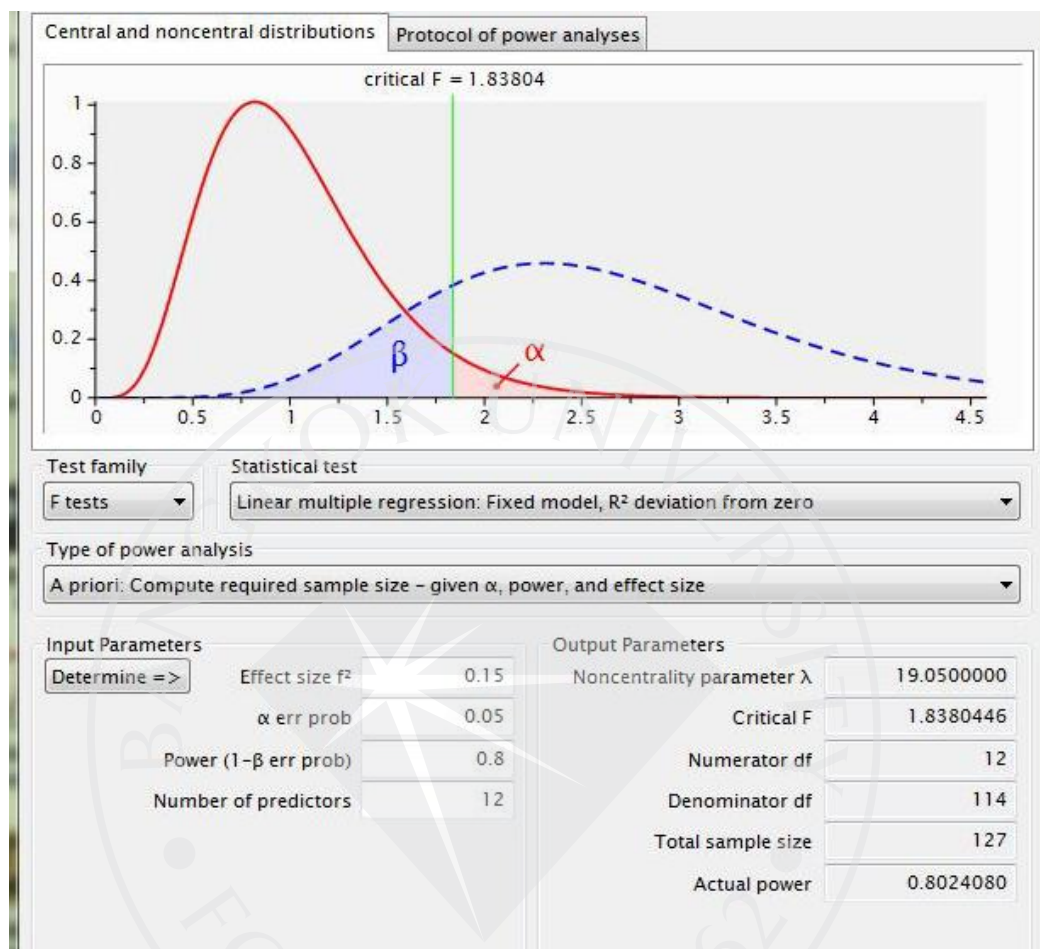 Central and noncentral distributions
Protocol of power analyses
critical F = 1.83804
1
0.8
0.6
0.4
0.2
0
β
α
0 0.5 1 1.5 2 2.5 3 3.5 4 4.5
Test family
Statistical test
F tests
Linear multiple regression: Fixed model, R² deviation from zero
Type of power analysis
A priori: Compute required sample size – given α, power, and effect size
Input Parameters
Determine =>
Effect size f² 0.15
α err prob 0.05
Power (1-β err prob) 0.8
Number of predictors 12
Output Parameters
Noncentrality parameter λ 19.0500000
Critical F 1.8380446
Numerator df 12
Denominator df 114
Total sample size 127
Actual power 0.8024080